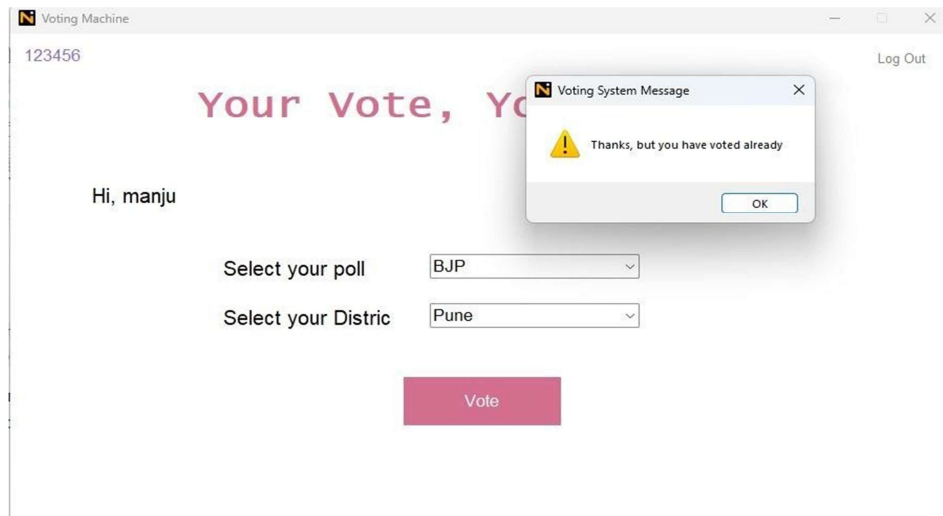 Voting Machine
123456
Log Out
Your Vote, Yo
Voting System Message
Thanks, but you have voted already
OK
Hi, manju
Select your poll
BJP
Select your Distric
Pune
Vote